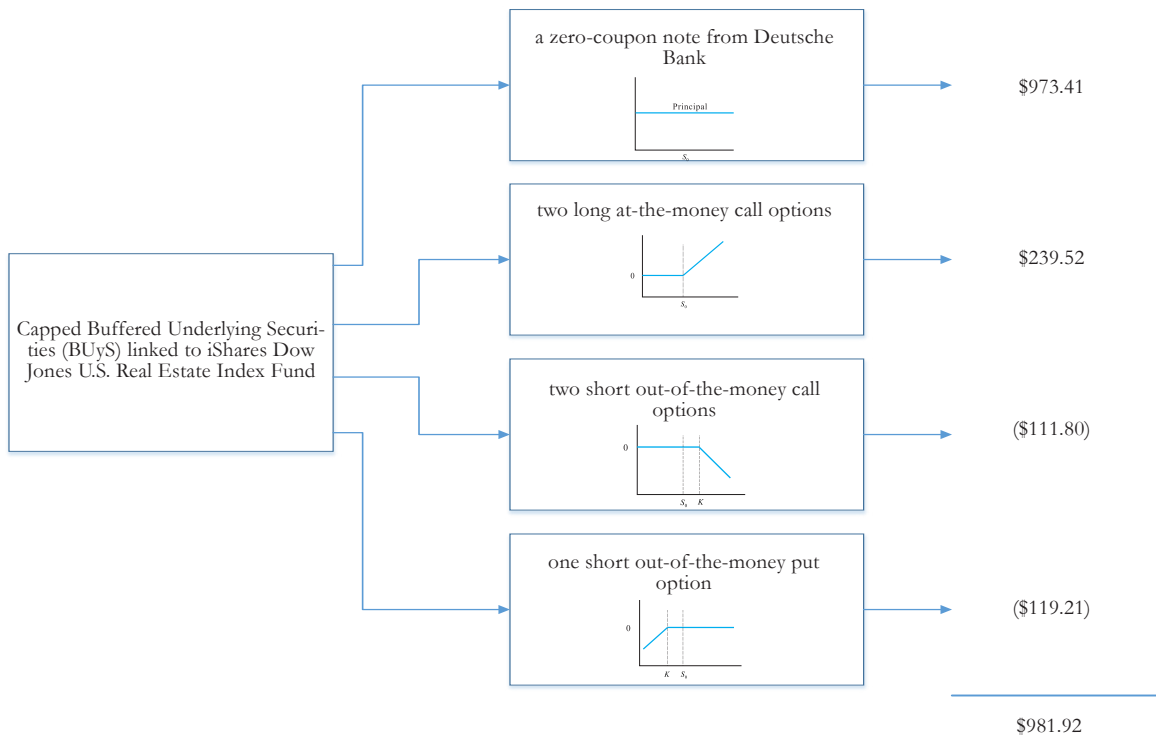 a zero-coupon note from Deutsche
Bank
Principal
S₀
$973.41
two long at-the-money call options
0
S₀
$239.52
Capped Buffered Underlying Securi-
ties (BUyS) linked to iShares Dow
Jones U.S. Real Estate Index Fund
two short out-of-the-money call
options
0
S₀ K
($111.80)
one short out-of-the-money put
option
0
K S₀
($119.21)
$981.92